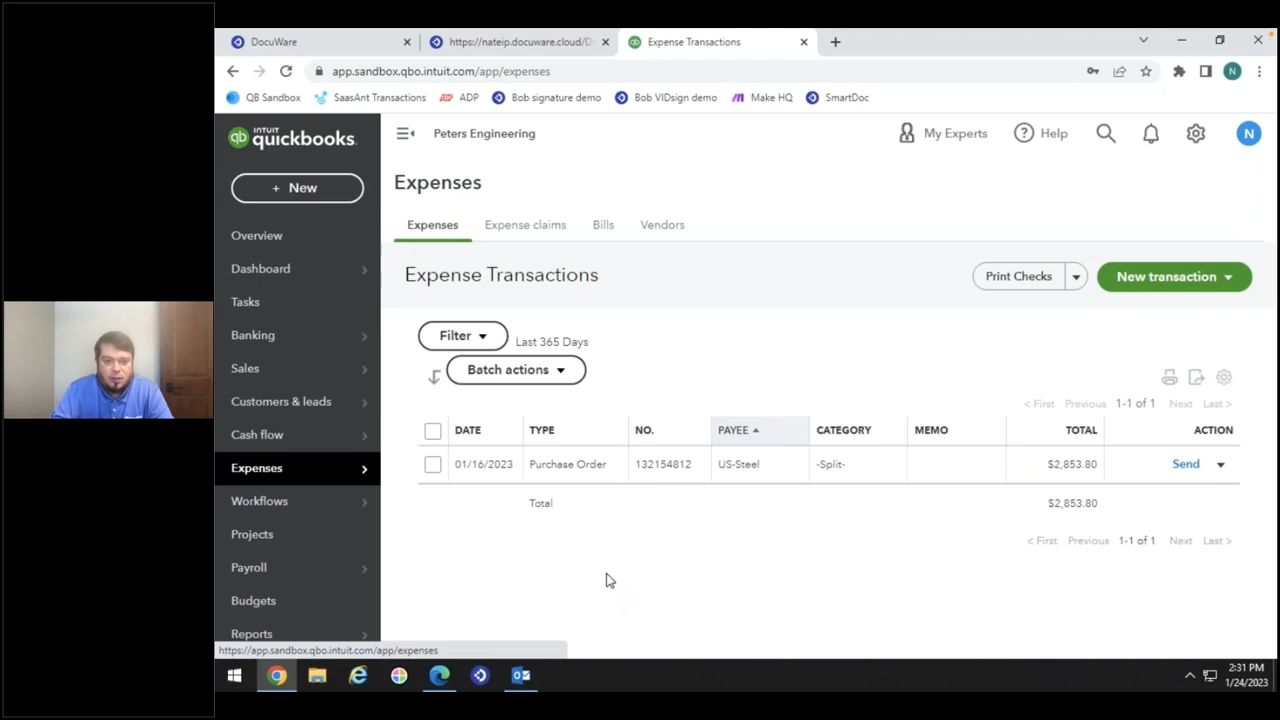 DocuWare
https://nateip.docuware.cloud/D
Expense Transactions
app.sandbox.qbo.intuit.com/app/expenses
N
QB Sandbox
SaasAnt Transactions
ADP
Bob signature demo
Bob VIDsign demo
Make HQ
SmartDoc
qb INTUIT quickbooks.
Peters Engineering
My Experts
Help
N
+ New
Expenses
Overview
Dashboard
Tasks
Banking
Sales
Customers & leads
Cash flow
Expenses
Workflows
Projects
Payroll
Budgets
Reports
https://app.sandbox.qbo.intuit.com/app/expenses
Expenses Expense claims Bills Vendors
Expense Transactions
Print Checks
New transaction
Filter
Last 365 Days
Batch actions
< First Previous 1-1 of 1 Next Last >
DATE TYPE NO. PAYEE CATEGORY MEMO TOTAL ACTION
01/16/2023 Purchase Order 132154812 US-Steel -Split- $2,853.80 Send
Total $2,853.80
< First Previous 1-1 of 1 Next Last >
2:31 PM
1/24/2023